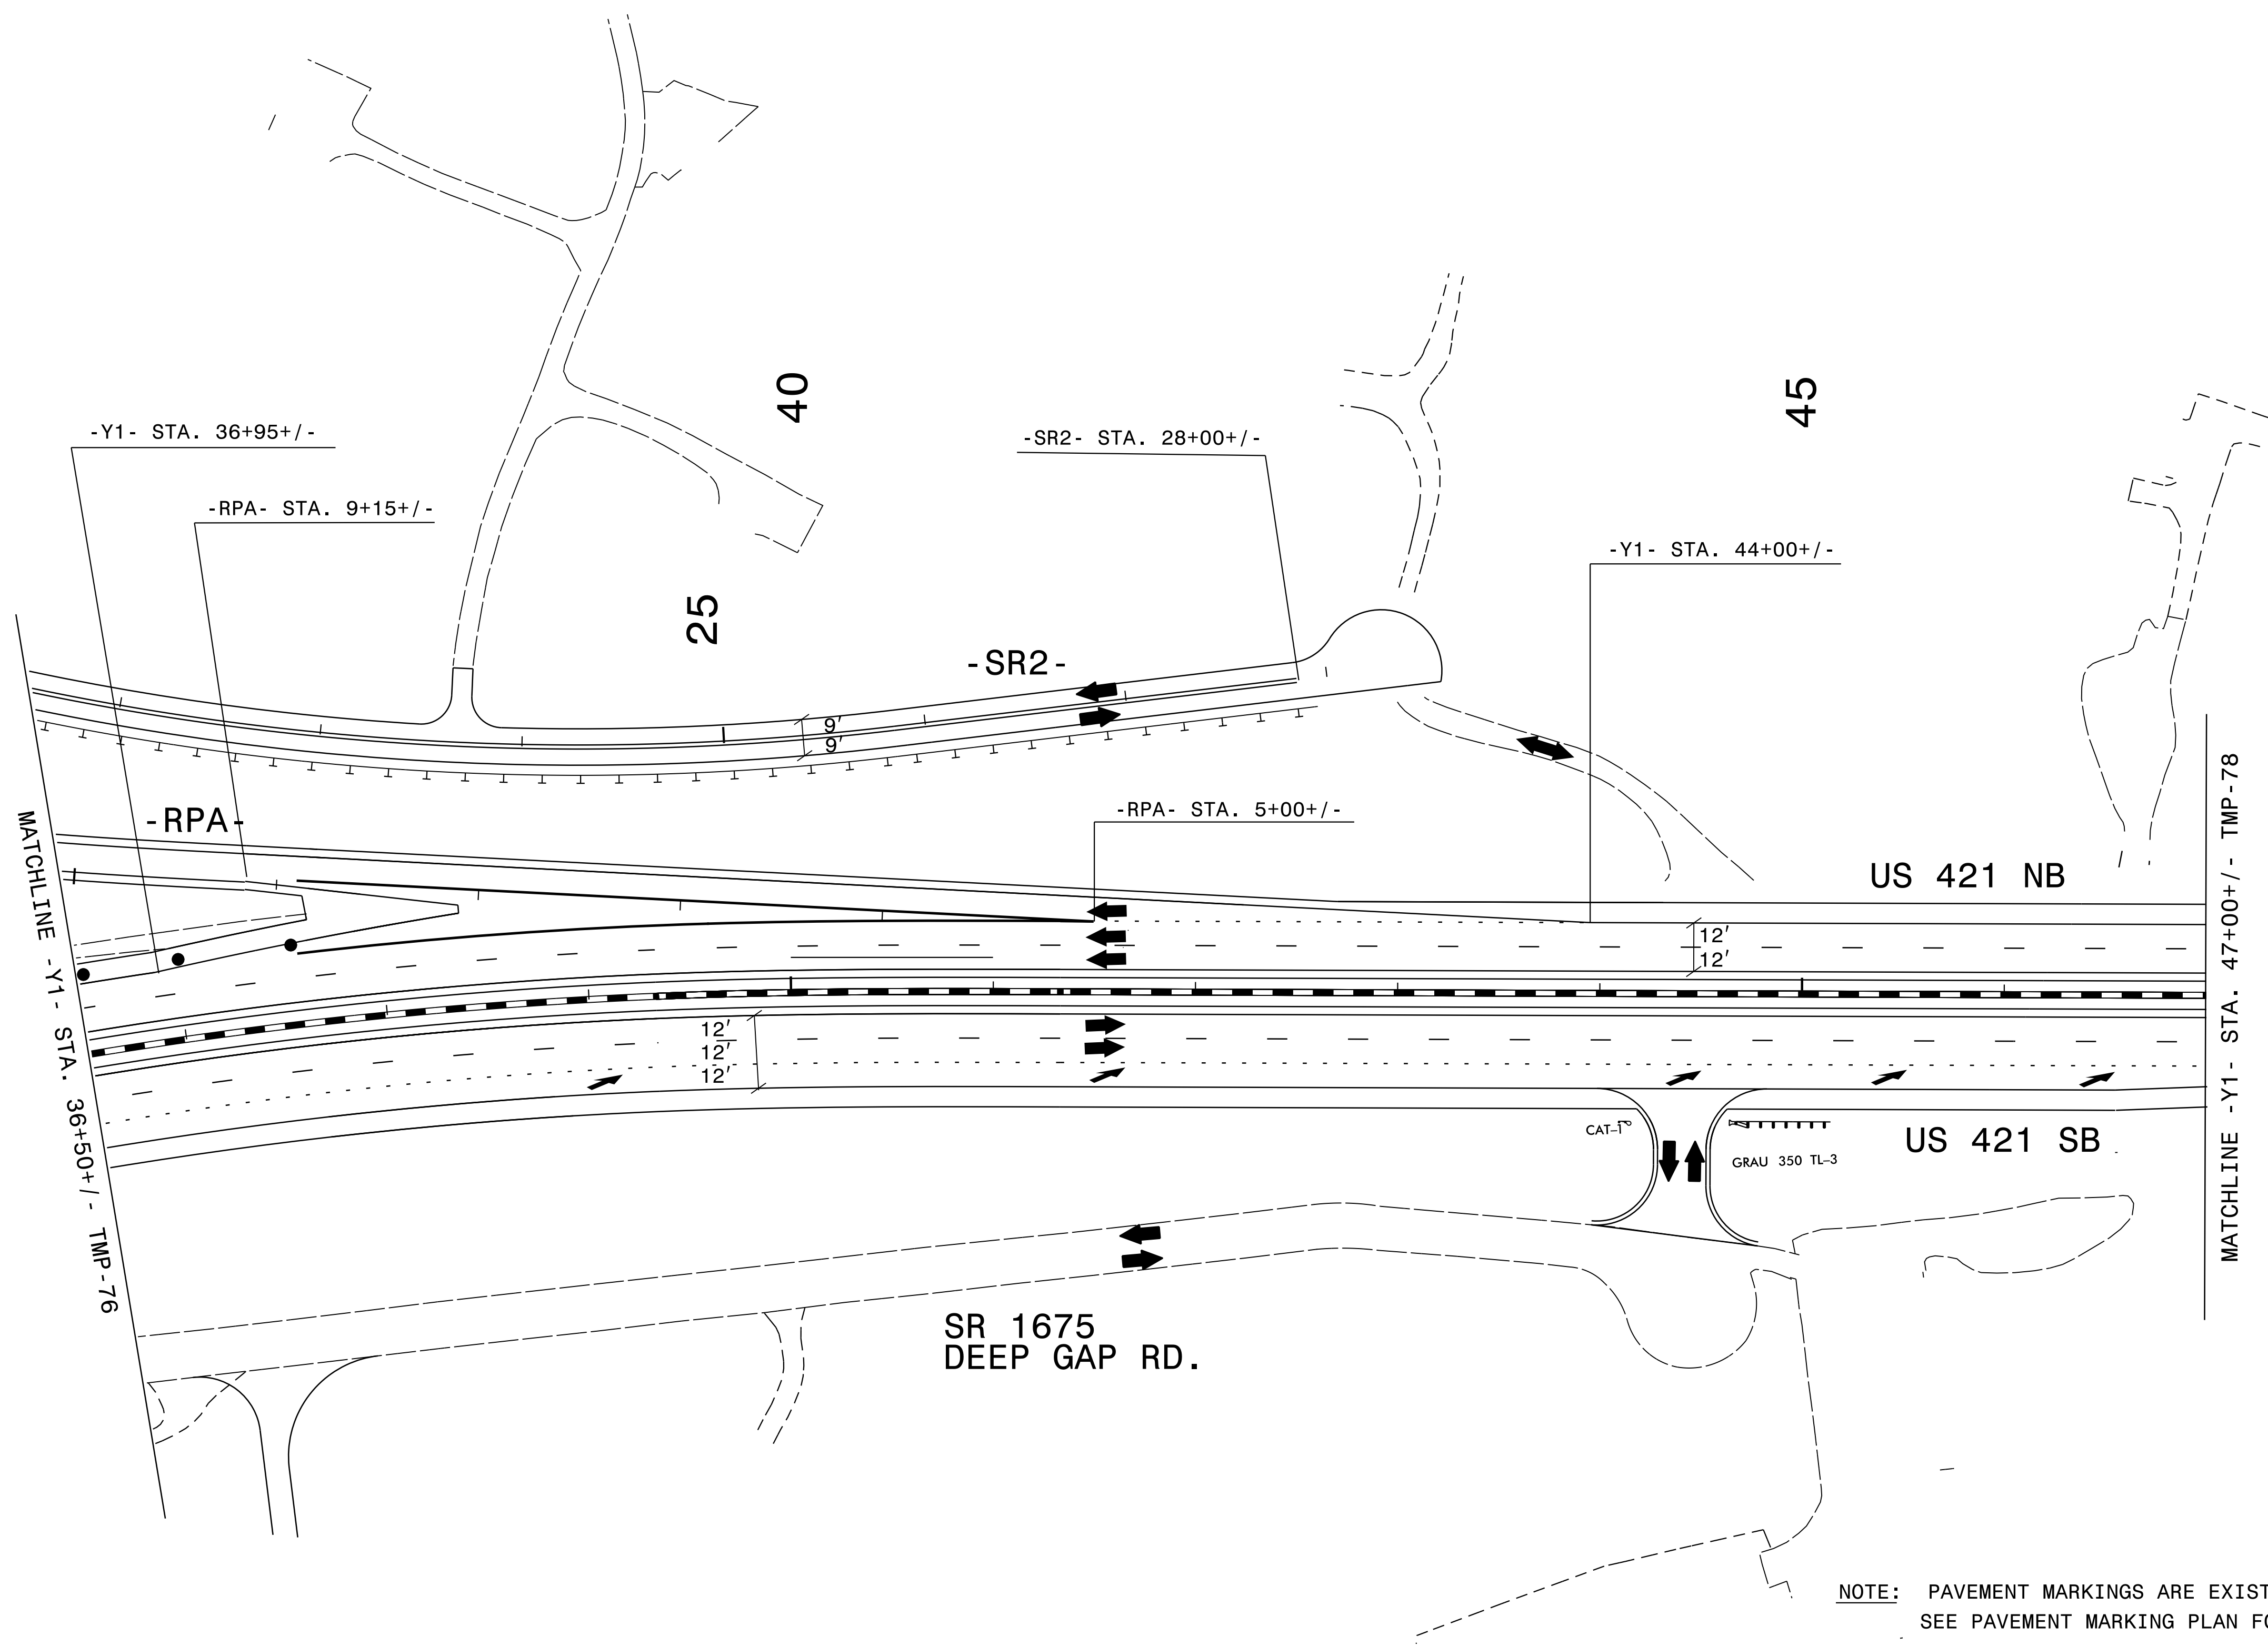 40
45
-Y1- STA. 36+95+/-
-SR2- STA. 28+00+/-
-RPA- STA. 9+15+/-
-Y1- STA. 44+00+/-
25
-SR2-
9'
9'
-RPA-
-RPA- STA. 5+00+/-
US 421 NB
12'
12'
12'
12'
12'
CAT-1
GRAU 350 TL-3
US 421 SB
MATCHLINE -Y1- STA. 36+50+/- TMP-76
MATCHLINE -Y1- STA. 47+00+/- TMP-78
SR 1675
DEEP GAP RD.
NOTE: PAVEMENT MARKINGS ARE EXIST
SEE PAVEMENT MARKING PLAN FO